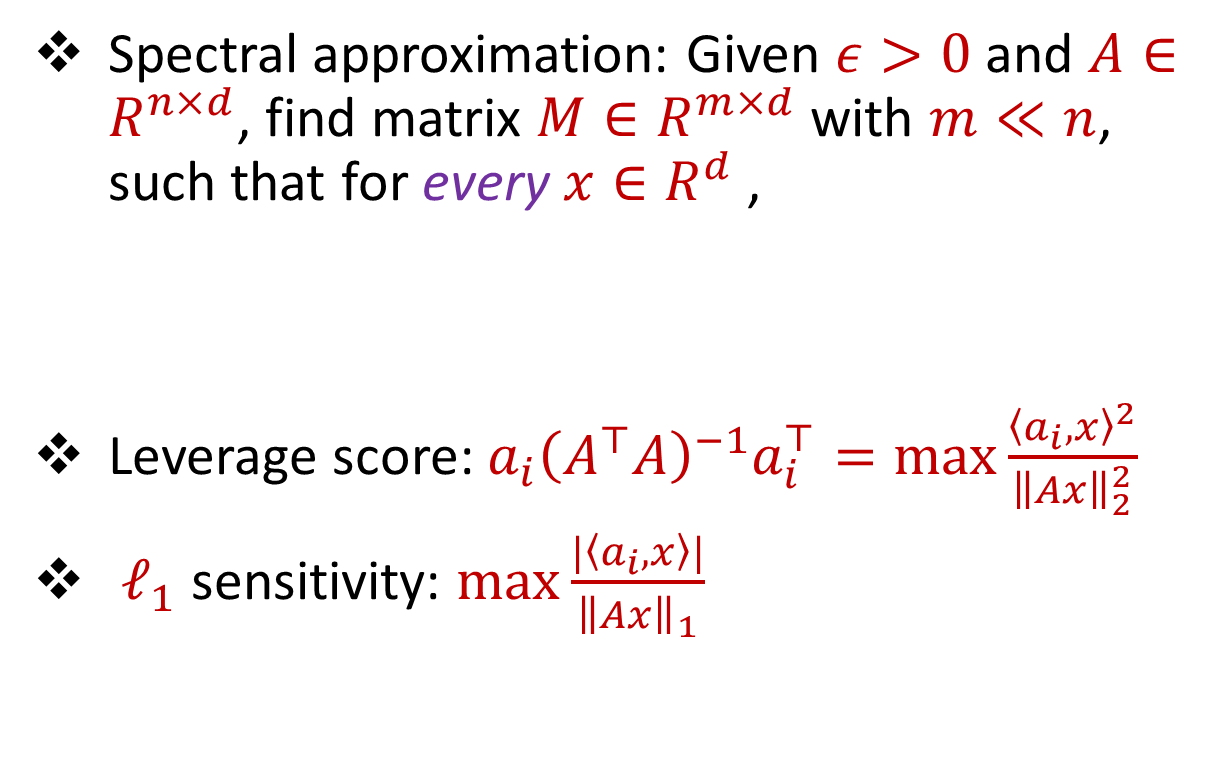 ❖ Spectral approximation: Given ϵ > 0 and A ∈
R^{n×d}, find matrix M ∈ R^{m×d} with m ≪ n,
such that for every x ∈ R^d ,
❖ Leverage score: a_i(A^⊤A)^{−1}a_i^⊤ = max ⟨a_i,x⟩^2 / ‖Ax‖_2^2
❖ ℓ_1 sensitivity: max |⟨a_i,x⟩| / ‖Ax‖_1